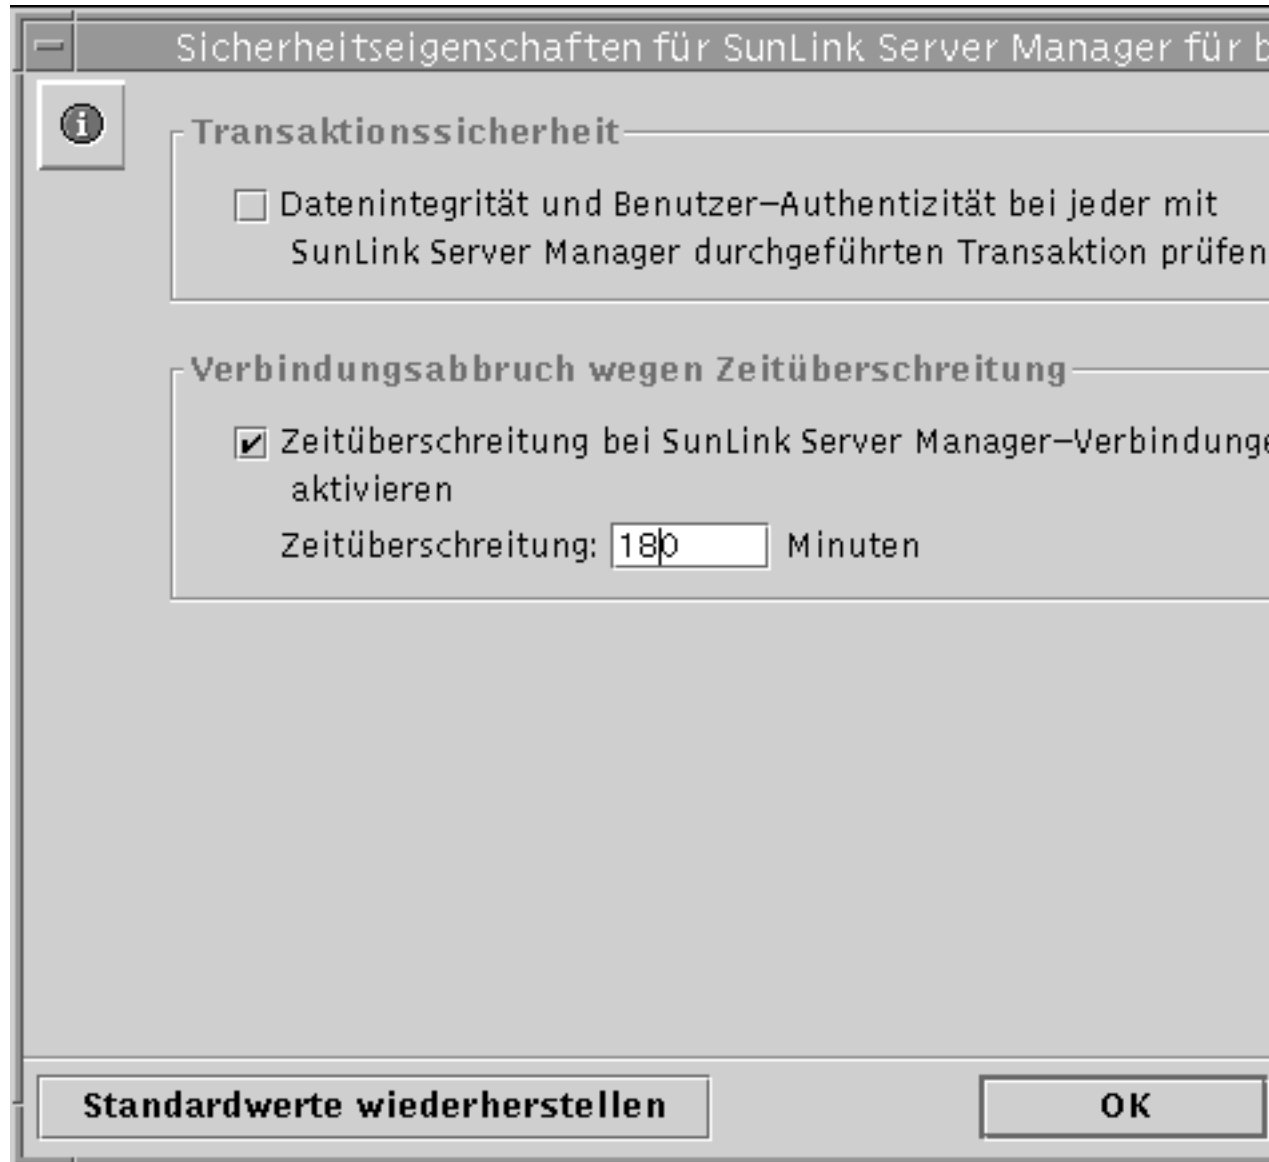 Sicherheitseigenschaften für SunLink Server Manager für b
Transaktionssicherheit
Datenintegrität und Benutzer-Authentizität bei jeder mit
SunLink Server Manager durchgeführten Transaktion prüfen
Verbindungsabbruch wegen Zeitüberschreitung
Zeitüberschreitung bei SunLink Server Manager-Verbindunge
aktivieren
Zeitüberschreitung: 180 Minuten
Standardwerte wiederherstellen OK